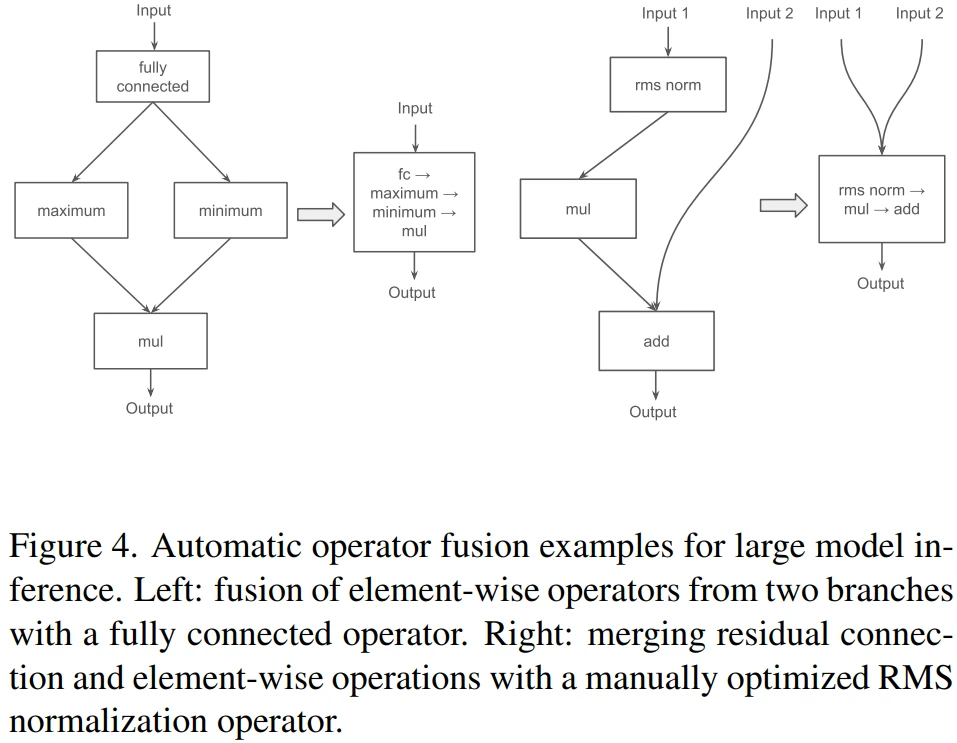 Input
fully
connected
maximum
minimum
mul
Output
Input
fc →
maximum →
minimum →
mul
Output
Input 1
Input 2
rms norm
mul
add
Output
Input 1
Input 2
rms norm →
mul → add
Output
Figure 4. Automatic operator fusion examples for large model in-
ference. Left: fusion of element-wise operators from two branches
with a fully connected operator. Right: merging residual connec-
tion and element-wise operations with a manually optimized RMS
normalization operator.